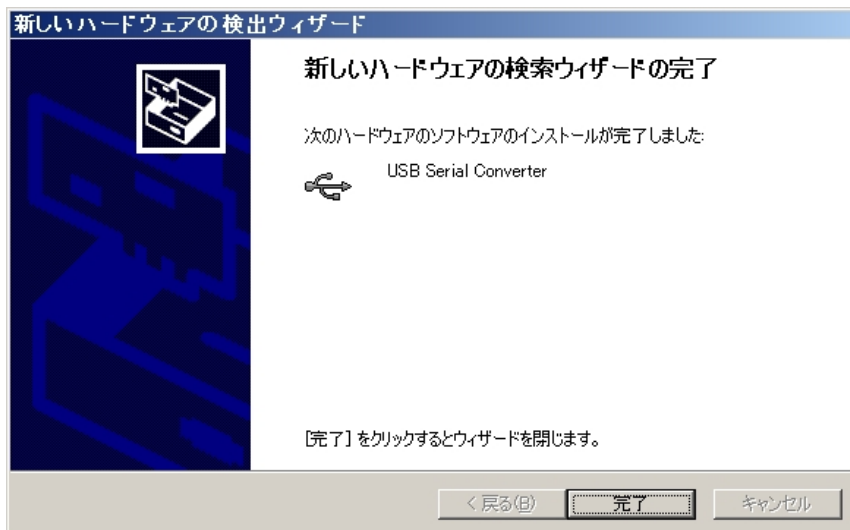 新しいハードウェアの検出ウィザード
新しいハードウェアの検索ウィザードの完了
次のハードウェアのソフトウェアのインストールが完了しました:
USB Serial Converter
[完了] をクリックするとウィザードを閉じます。
< 戻る(B) 完了 キャンセル